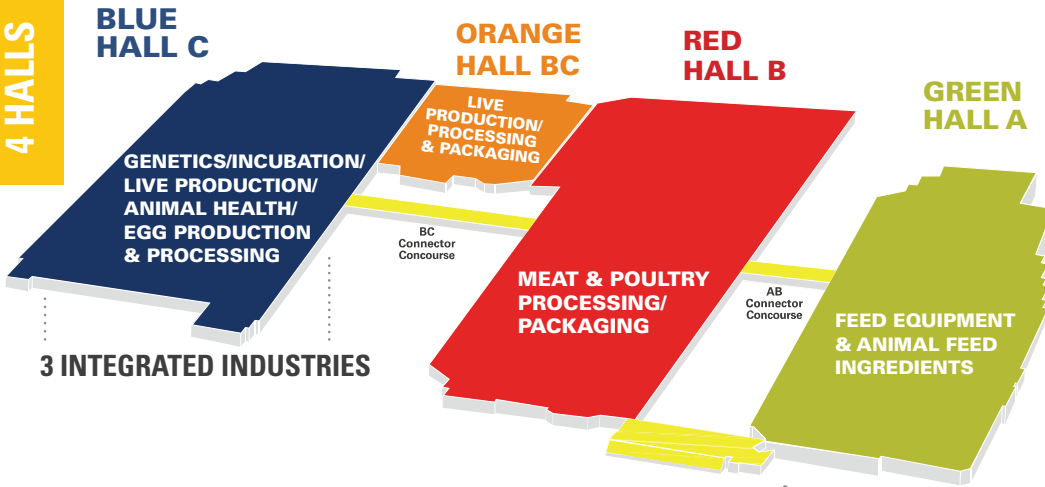 4 HALLS
BLUE
HALL C
ORANGE
HALL BC
RED
HALL B
GREEN
HALL A
GENETICS/INCUBATION/
LIVE PRODUCTION/
ANIMAL HEALTH/
EGG PRODUCTION
& PROCESSING
LIVE
PRODUCTION/
PROCESSING
& PACKAGING
BC
Connector
Concourse
MEAT & POULTRY
PROCESSING/
PACKAGING
AB
Connector
Concourse
FEED EQUIPMENT
& ANIMAL FEED
INGREDIENTS
3 INTEGRATED INDUSTRIES